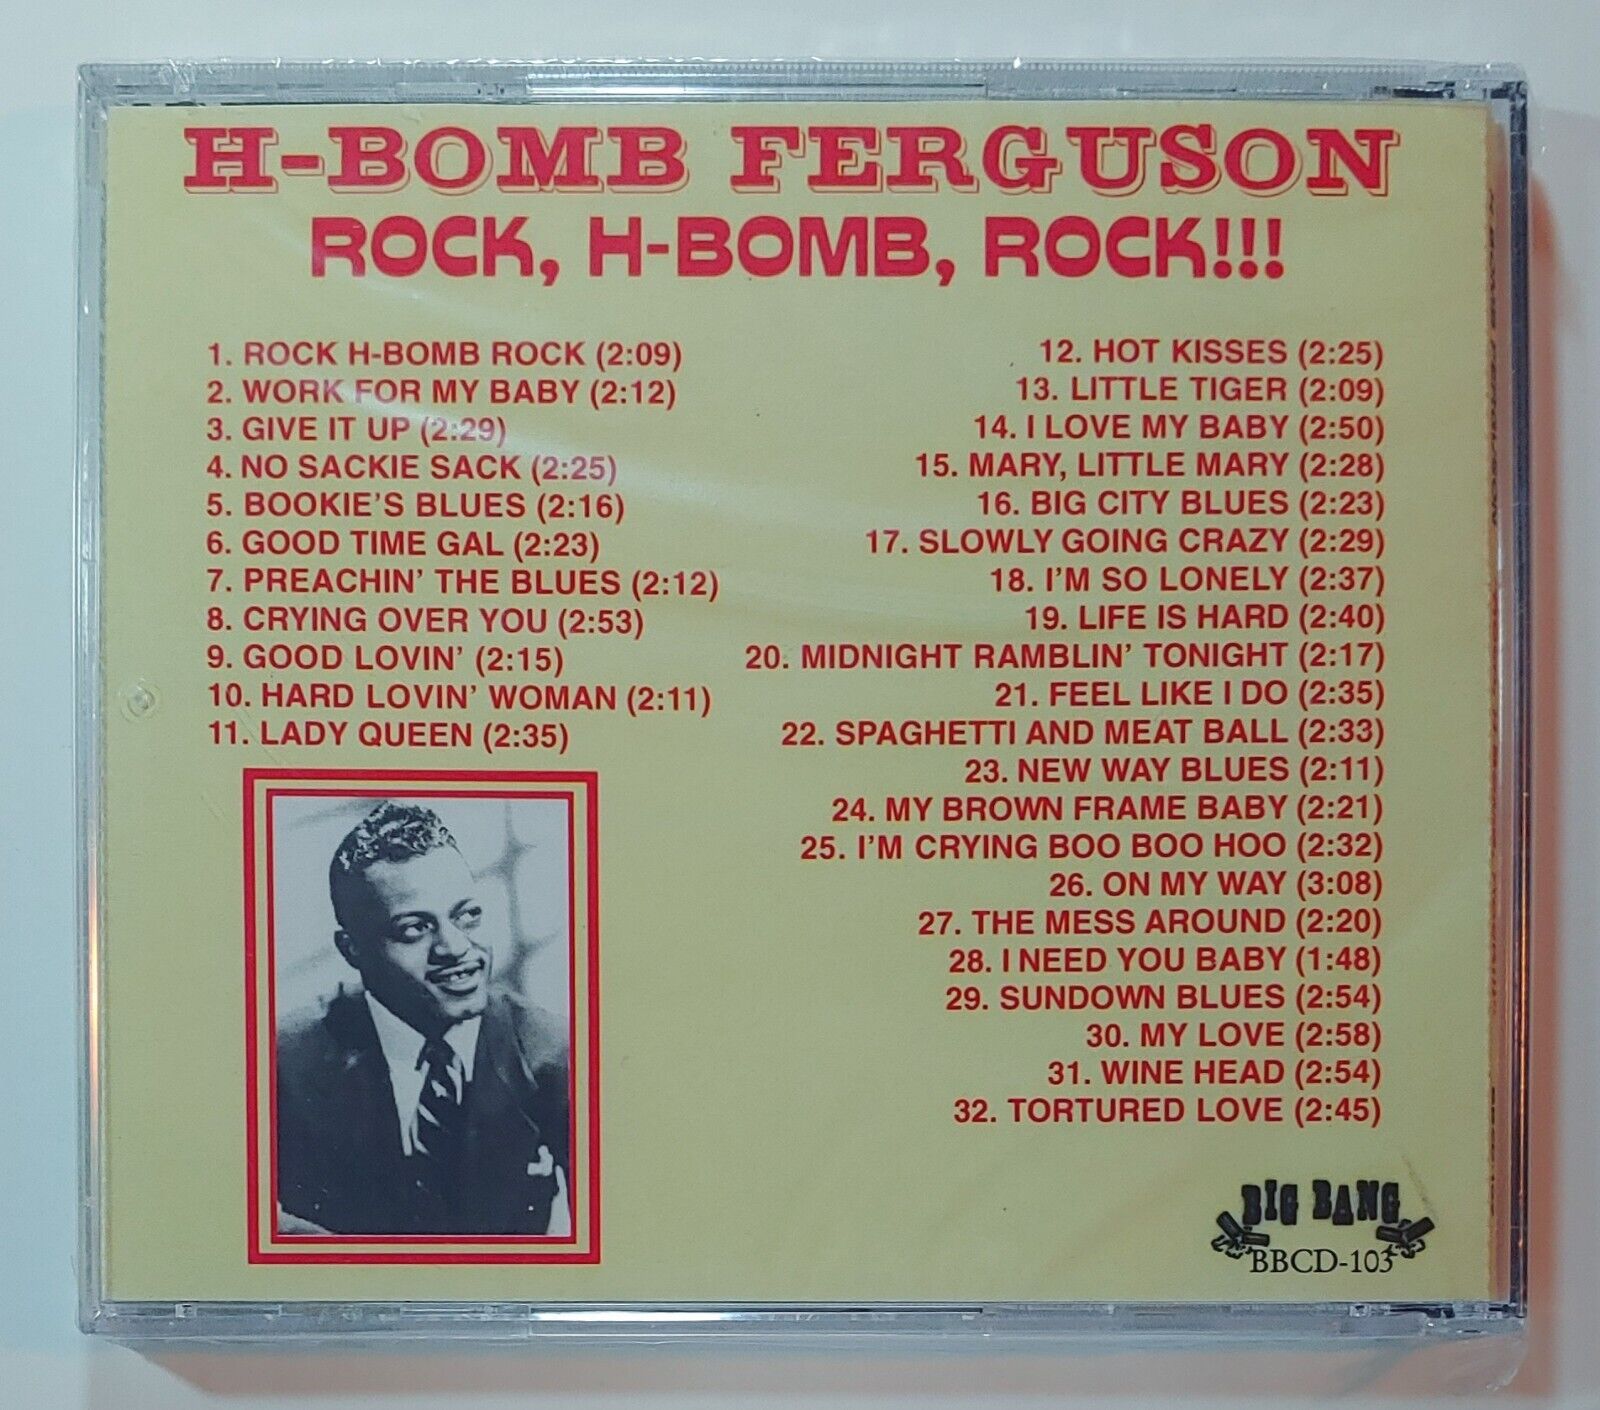 H-BOMB FERGUSON
ROCK, H-BOMB, ROCK!!!
1. ROCK H-BOMB ROCK (2:09)
2. WORK FOR MY BABY (2:12)
3. GIVE IT UP (2:29)
4. NO SACKIE SACK (2:25)
5. BOOKIE'S BLUES (2:16)
6. GOOD TIME GAL (2:23)
7. PREACHIN' THE BLUES (2:12)
8. CRYING OVER YOU (2:53)
9. GOOD LOVIN' (2:15)
10. HARD LOVIN' WOMAN (2:11)
11. LADY QUEEN (2:35)
12. HOT KISSES (2:25)
13. LITTLE TIGER (2:09)
14. I LOVE MY BABY (2:50)
15. MARY, LITTLE MARY (2:28)
16. BIG CITY BLUES (2:23)
17. SLOWLY GOING CRAZY (2:29)
18. I'M SO LONELY (2:37)
19. LIFE IS HARD (2:40)
20. MIDNIGHT RAMBLIN' TONIGHT (2:17)
21. FEEL LIKE I DO (2:35)
22. SPAGHETTI AND MEAT BALL (2:33)
23. NEW WAY BLUES (2:11)
24. MY BROWN FRAME BABY (2:21)
25. I'M CRYING BOO BOO HOO (2:32)
26. ON MY WAY (3:08)
27. THE MESS AROUND (2:20)
28. I NEED YOU BABY (1:48)
29. SUNDOWN BLUES (2:54)
30. MY LOVE (2:58)
31. WINE HEAD (2:54)
32. TORTURED LOVE (2:45)
BIG BANG
BBCD-103